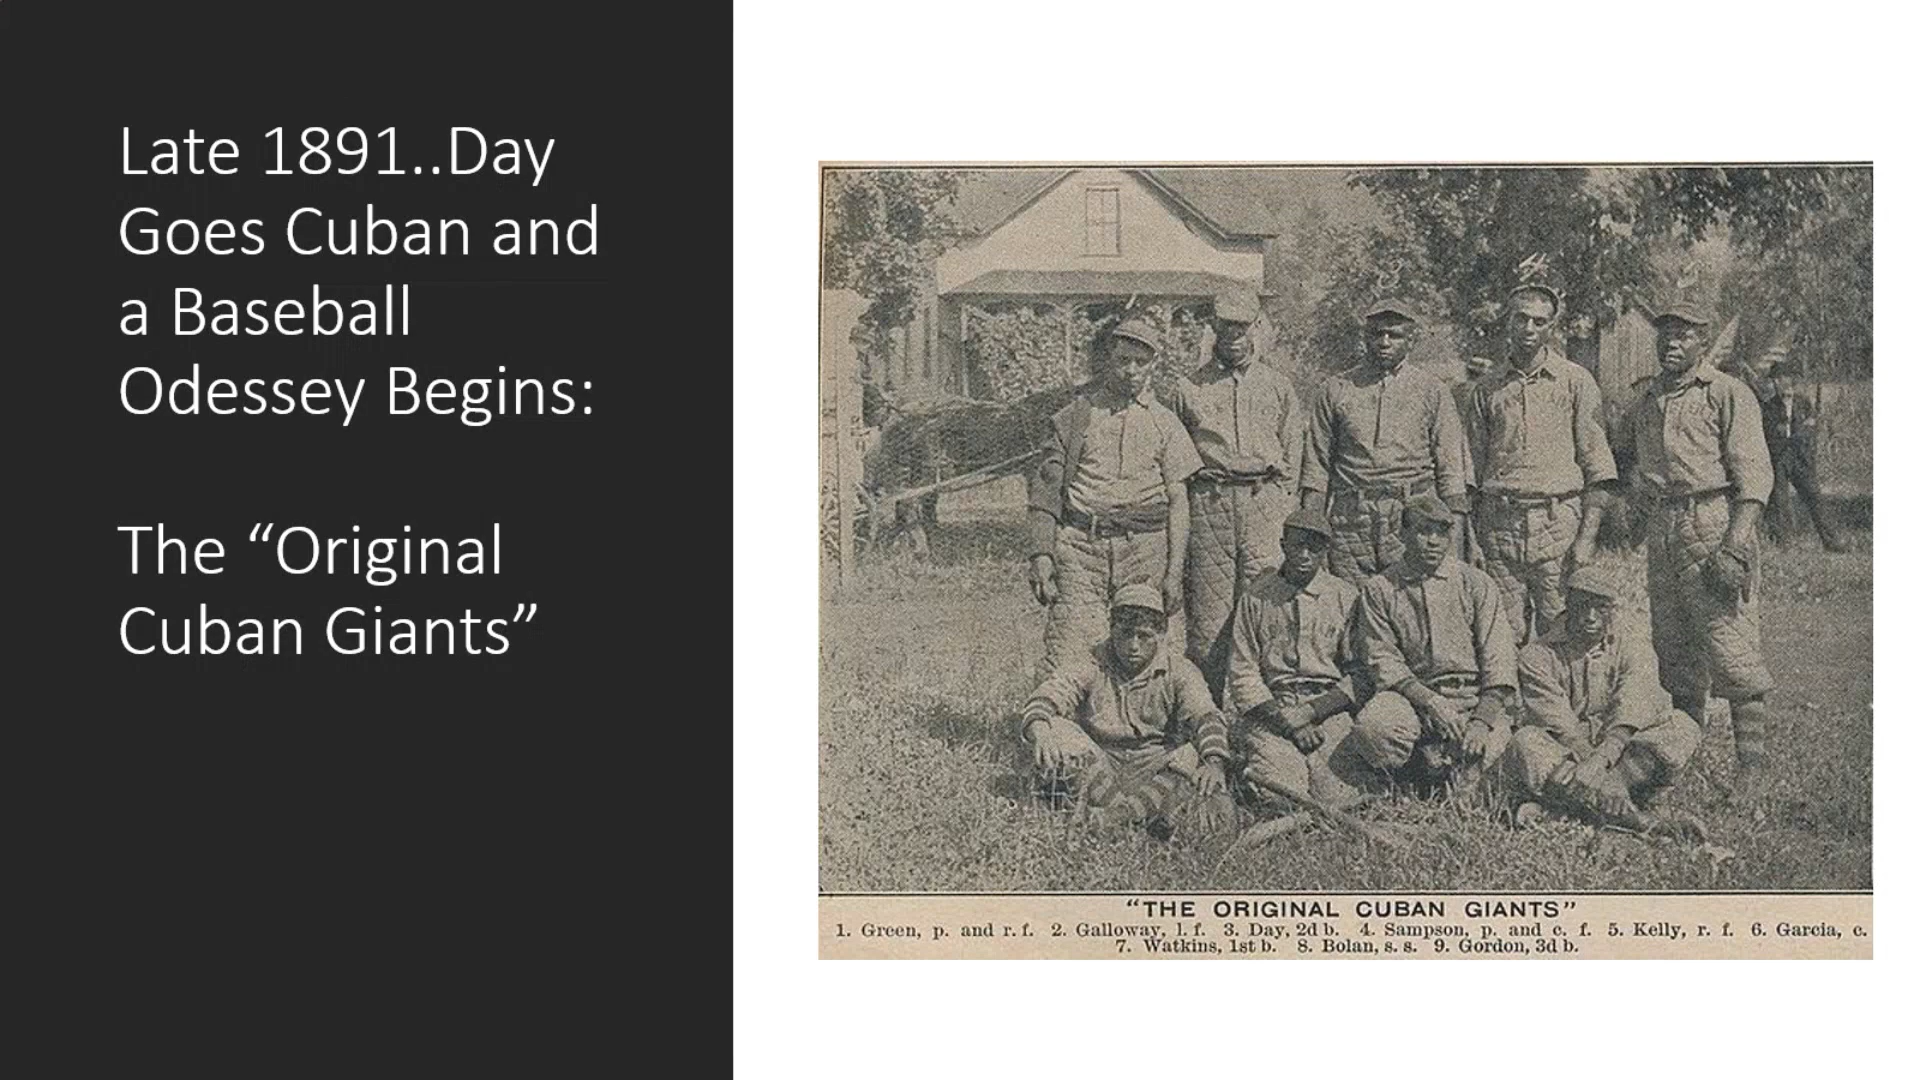 Late 1891..Day
Goes Cuban and
a Baseball
Odessey Begins:
The “Original
Cuban Giants”
3
4
“THE ORIGINAL CUBAN GIANTS”
1. Green, p. and r. f. 2. Galloway, l. f. 3. Day, 2d b. 4. Sampson, p. and c. f. 5. Kelly, r. f. 6. Garcia, c.
7. Watkins, 1st b. 8. Bolan, s. s. 9. Gordon, 3d b.